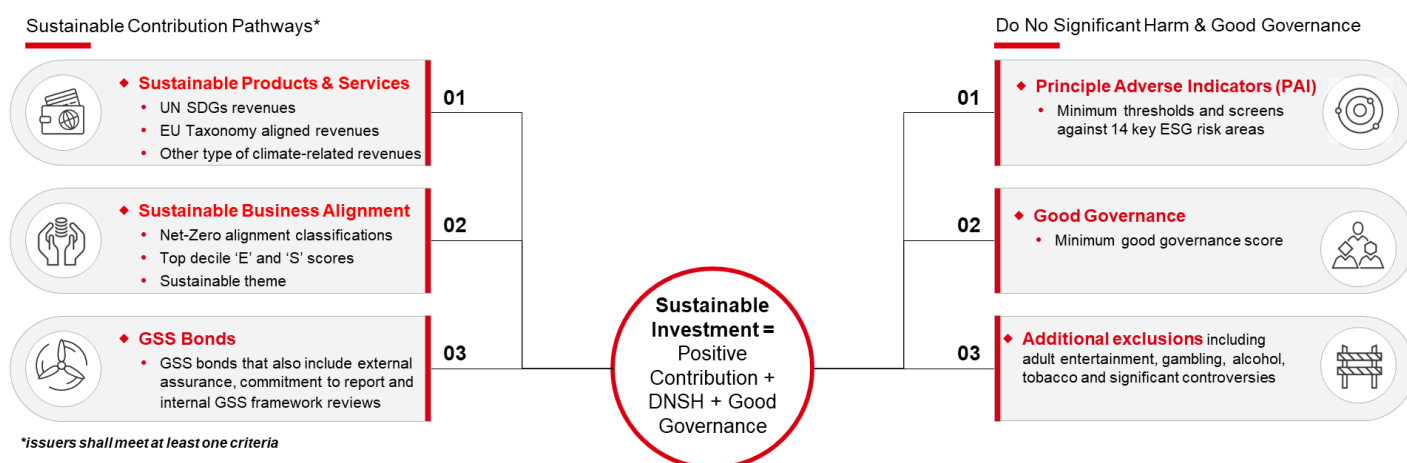 Sustainable Contribution Pathways*
Sustainable Products & Services
UN SDGs revenues
EU Taxonomy aligned revenues
Other type of climate-related revenues
01
Sustainable Business Alignment
Net-Zero alignment classifications
Top decile ‘E’ and ‘S’ scores
Sustainable theme
02
GSS Bonds
GSS bonds that also include external
assurance, commitment to report and
internal GSS framework reviews
03
*issuers shall meet at least one criteria
Sustainable
Investment =
Positive
Contribution +
DNSH + Good
Governance
Do No Significant Harm & Good Governance
01
Principle Adverse Indicators (PAI)
Minimum thresholds and screens
against 14 key ESG risk areas
02
Good Governance
Minimum good governance score
03
Additional exclusions including
adult entertainment, gambling, alcohol,
tobacco and significant controversies